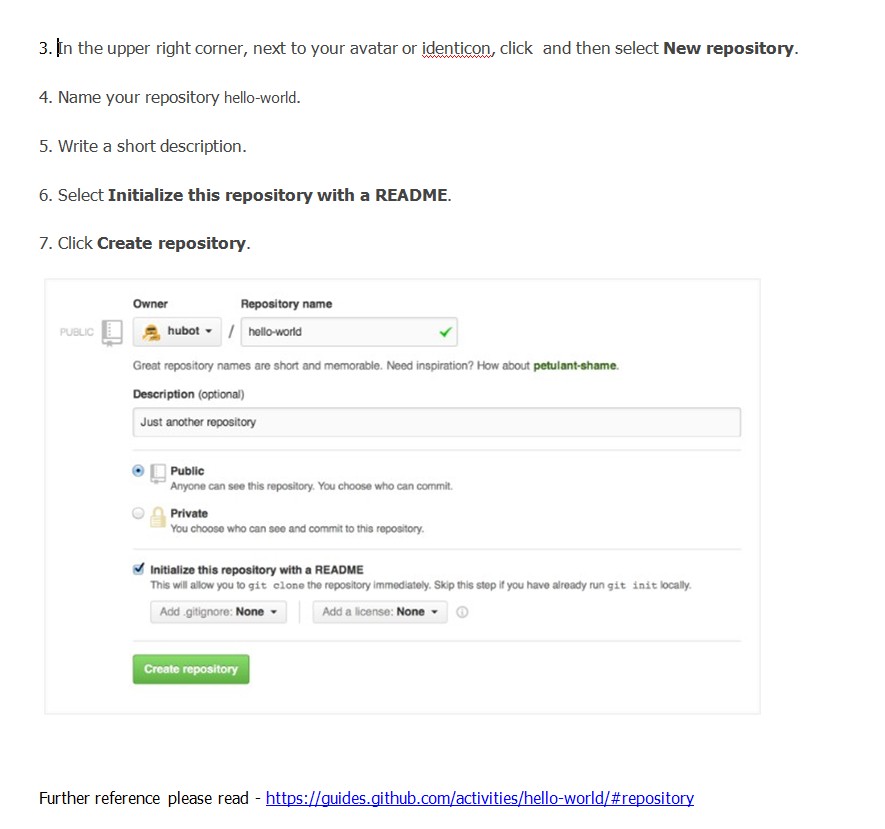 3. In the upper right corner, next to your avatar or identicon, click  and then select New repository.
4. Name your repository hello-world.
5. Write a short description.
6. Select Initialize this repository with a README.
7. Click Create repository.
Owner Repository name
PUBLIC hubot / hello-world
Great repository names are short and memorable. Need inspiration? How about petulant-shame.
Description (optional)
Just another repository
Public
Anyone can see this repository. You choose who can commit.
Private
You choose who can see and commit to this repository.
Initialize this repository with a README
This will allow you to git clone the repository immediately. Skip this step if you have already run git init locally.
Add .gitignore: None Add a license: None
Create repository
Further reference please read - https://guides.github.com/activities/hello-world/#repository